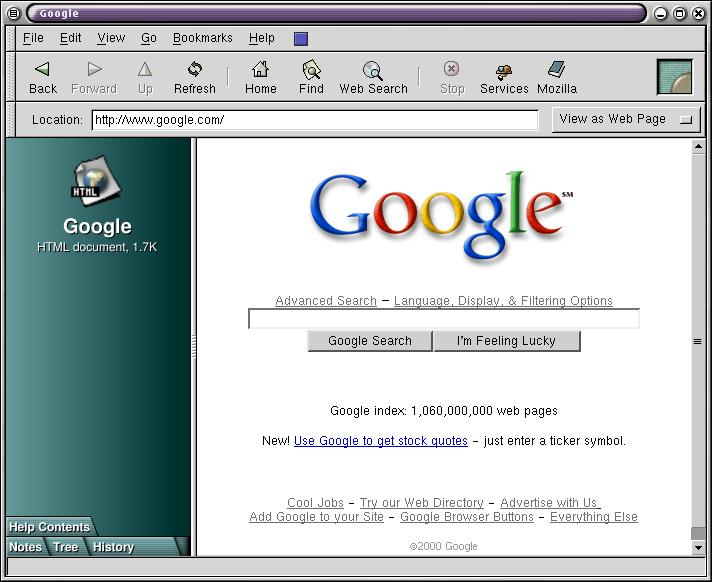 Google
File Edit View Go Bookmarks Help
Back Forward Up Refresh Home Find Web Search Stop Services Mozilla
Location: http://www.google.com/ View as Web Page
HTML
Google
HTML document, 1.7K
Google SM
Advanced Search – Language, Display, & Filtering Options
Google Search I'm Feeling Lucky
Google index: 1,060,000,000 web pages
New! Use Google to get stock quotes – just enter a ticker symbol.
Cool Jobs – Try our Web Directory – Advertise with Us
Add Google to your Site – Google Browser Buttons – Everything Else
©2000 Google
Help Contents
Notes Tree History